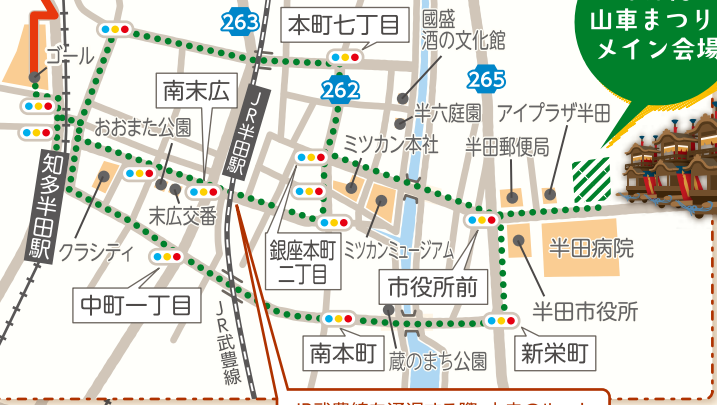 山車まつり
メイン会場
263
本町七丁目
國盛
酒の文化館
ゴール
南末広
262
265
JR半田駅
おおまた公園
半六庭園
アイプラザ半田
ミツカン本社
半田郵便局
知多半田駅
末広交番
クラシティ
銀座本町
二丁目
ミツカンミュージアム
半田病院
市役所前
中町一丁目
半田市役所
JR武豊線
南本町
蔵のまち公園
新栄町